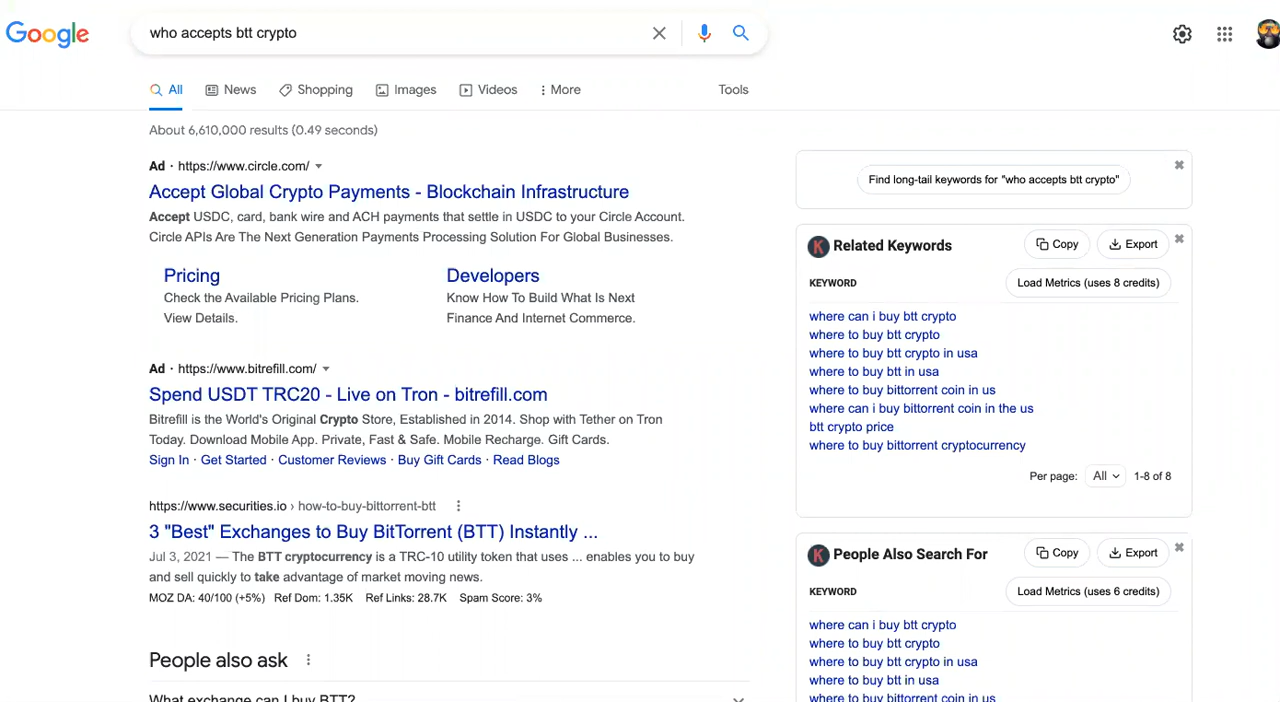 Google
who accepts btt crypto
All
News
Shopping
Images
Videos
More
Tools
About 6,610,000 results (0.49 seconds)
Ad · https://www.circle.com/
Accept Global Crypto Payments - Blockchain Infrastructure
Accept USDC, card, bank wire and ACH payments that settle in USDC to your Circle Account.
Circle APIs Are The Next Generation Payments Processing Solution For Global Businesses.
Pricing
Check the Available Pricing Plans.
View Details.
Developers
Know How To Build What Is Next
Finance And Internet Commerce.
Ad · https://www.bitrefill.com/
Spend USDT TRC20 - Live on Tron - bitrefill.com
Bitrefill is the World's Original Crypto Store, Established in 2014. Shop with Tether on Tron
Today. Download Mobile App. Private, Fast & Safe. Mobile Recharge. Gift Cards.
Sign In · Get Started · Customer Reviews · Buy Gift Cards · Read Blogs
https://www.securities.io › how-to-buy-bittorrent-btt
3 "Best" Exchanges to Buy BitTorrent (BTT) Instantly ...
Jul 3, 2021 — The BTT cryptocurrency is a TRC-10 utility token that uses ... enables you to buy
and sell quickly to take advantage of market moving news.
MOZ DA: 40/100 (+5%) Ref Dom: 1.35K Ref Links: 28.7K Spam Score: 3%
People also ask
What exchange can I buy BTT?
Find long-tail keywords for "who accepts btt crypto"
K Related Keywords
Copy
Export
KEYWORD
Load Metrics (uses 8 credits)
where can i buy btt crypto
where to buy btt crypto
where to buy btt crypto in usa
where to buy btt in usa
where to buy bittorrent coin in us
where can i buy bittorrent coin in the us
btt crypto price
where to buy bittorrent cryptocurrency
Per page: All 1-8 of 8
K People Also Search For
Copy
Export
KEYWORD
Load Metrics (uses 6 credits)
where can i buy btt crypto
where to buy btt crypto
where to buy btt crypto in usa
where to buy btt in usa
where to buy bittorrent coin in us